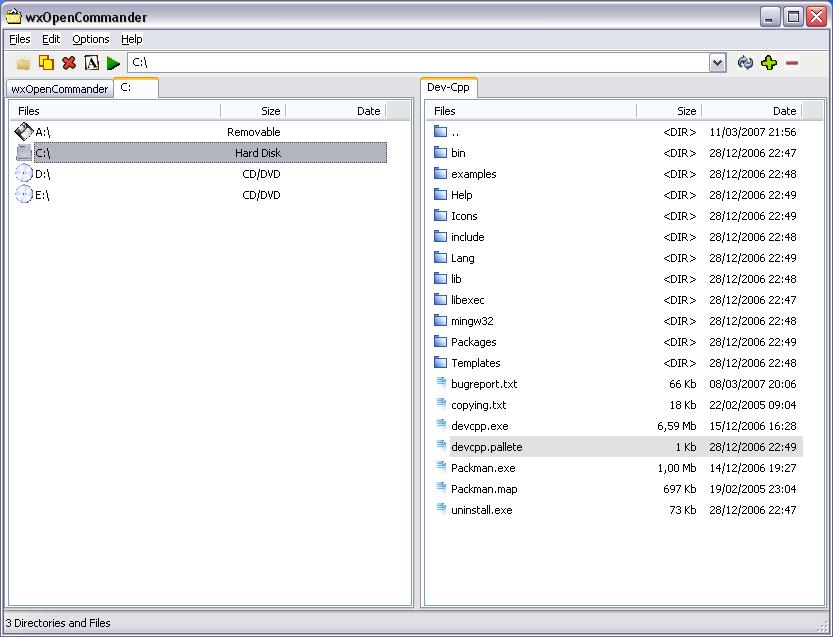 wxOpenCommander
Files Edit Options Help
A C:\
wxOpenCommander C:
Files Size Date
A:\ Removable
C:\ Hard Disk
D:\ CD/DVD
E:\ CD/DVD
Dev-Cpp
Files Size Date
.. <DIR> 11/03/2007 21:56
bin <DIR> 28/12/2006 22:47
examples <DIR> 28/12/2006 22:48
Help <DIR> 28/12/2006 22:49
Icons <DIR> 28/12/2006 22:49
include <DIR> 28/12/2006 22:48
Lang <DIR> 28/12/2006 22:49
lib <DIR> 28/12/2006 22:48
libexec <DIR> 28/12/2006 22:47
mingw32 <DIR> 28/12/2006 22:48
Packages <DIR> 28/12/2006 22:49
Templates <DIR> 28/12/2006 22:48
bugreport.txt 66 Kb 08/03/2007 20:06
copying.txt 18 Kb 22/02/2005 09:04
devcpp.exe 6,59 Mb 15/12/2006 16:28
devcpp.pallete 1 Kb 28/12/2006 22:49
Packman.exe 1,00 Mb 14/12/2006 19:27
Packman.map 697 Kb 19/02/2005 23:04
uninstall.exe 73 Kb 28/12/2006 22:47
3 Directories and Files